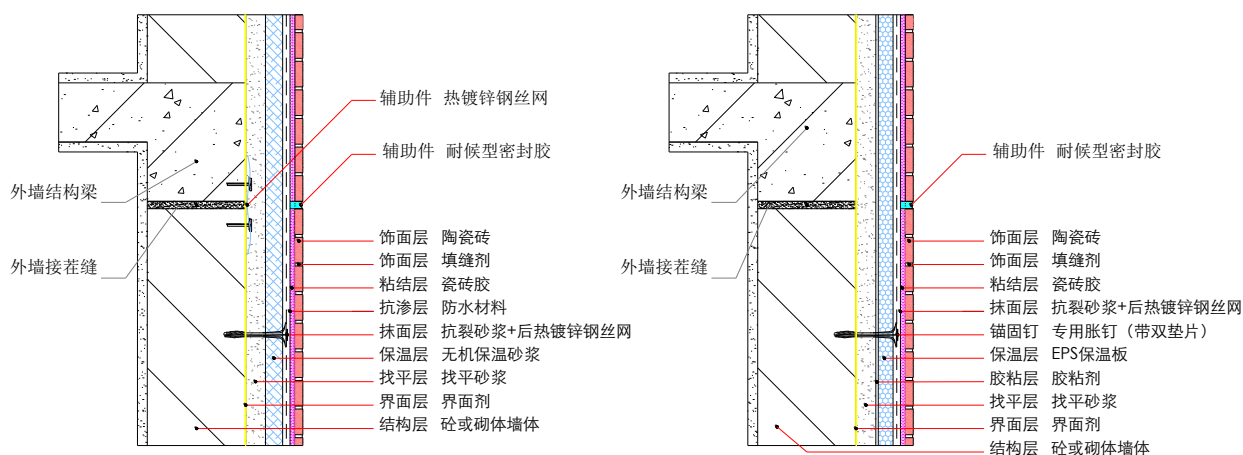 辅助件 热镀锌钢丝网
辅助件 耐候型密封胶
外墙结构梁
外墙接茬缝
饰面层 陶瓷砖
饰面层 填缝剂
粘结层 瓷砖胶
抗渗层 防水材料
抹面层 抗裂砂浆+后热镀锌钢丝网
保温层 无机保温砂浆
找平层 找平砂浆
界面层 界面剂
结构层 砼或砌体墙体
辅助件 耐候型密封胶
外墙结构梁
外墙接茬缝
饰面层 陶瓷砖
饰面层 填缝剂
粘结层 瓷砖胶
抹面层 抗裂砂浆+后热镀锌钢丝网
锚固钉 专用胀钉（带双垫片）
保温层 EPS保温板
胶粘层 胶粘剂
找平层 找平砂浆
界面层 界面剂
结构层 砼或砌体墙体